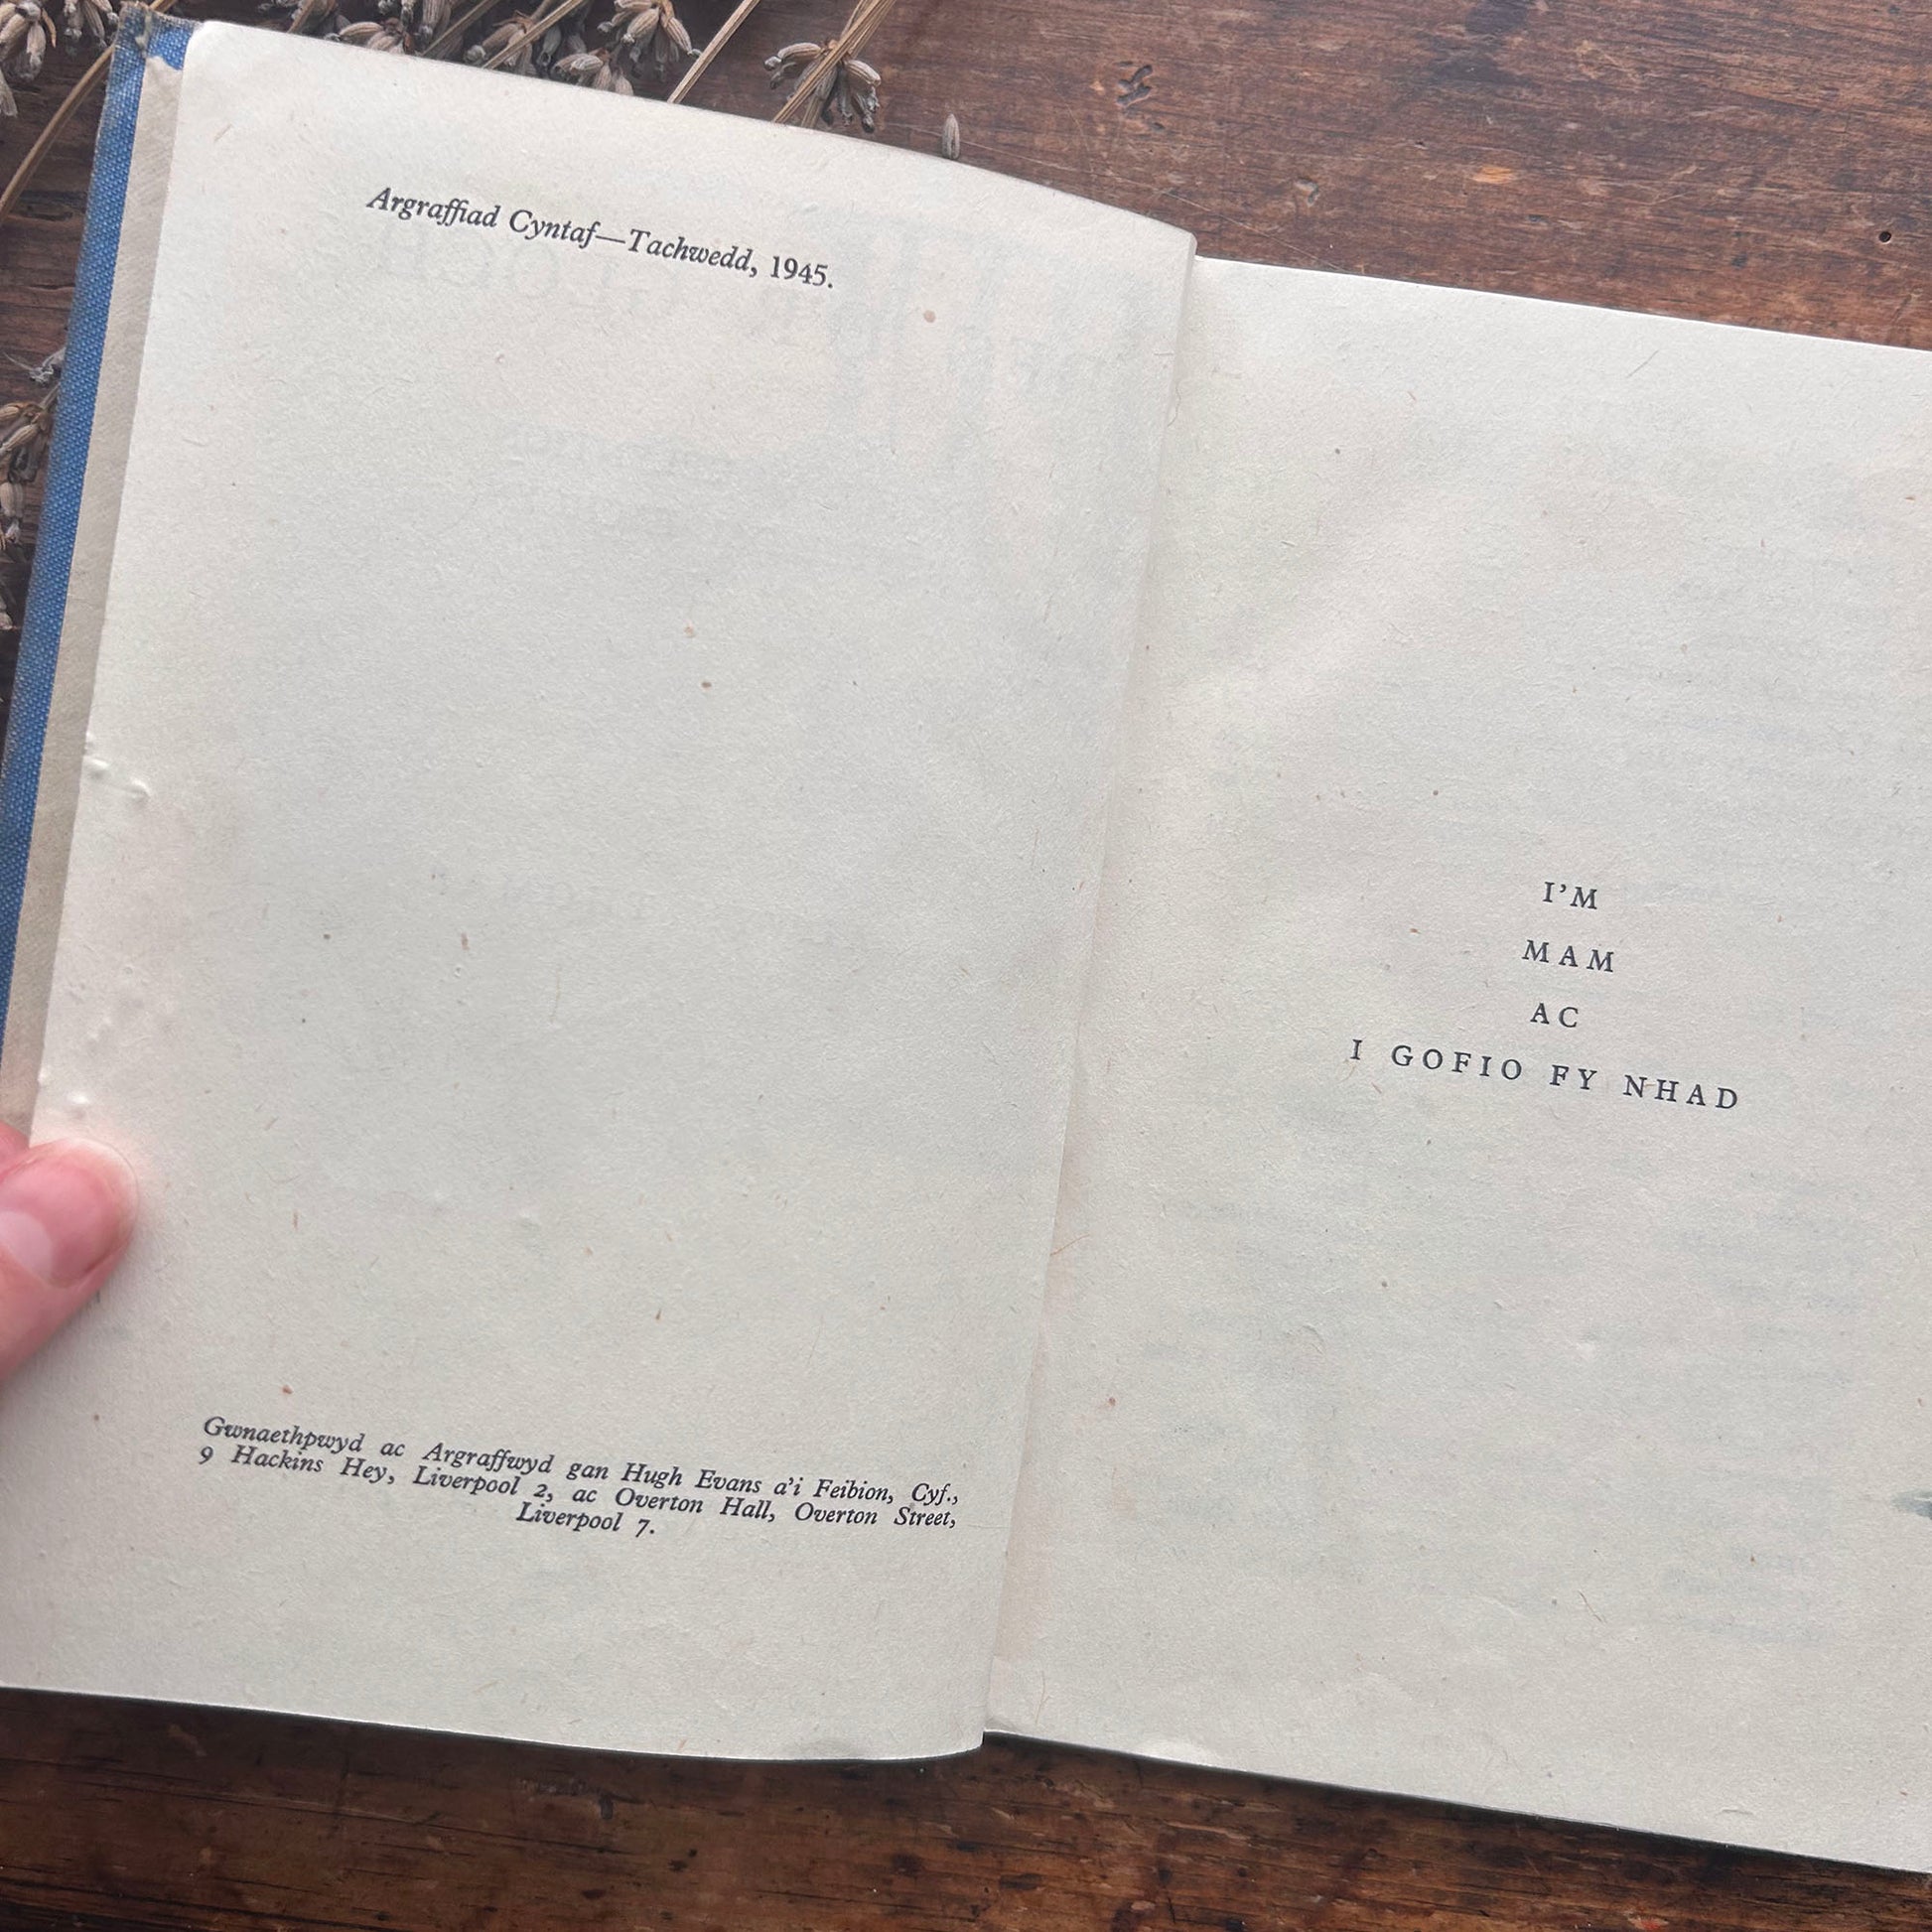 Argraffiad Cyntaf—Tachwedd, 1945.
Gwnaethpwyd ac Argraffwyd gan Hugh Evans a'i Feibion, Cyf.,
9 Hackins Hey, Liverpool 2, ac Overton Hall, Overton Street,
Liverpool 7.
I'M
MAM
AC
I GOFIO FY NHAD